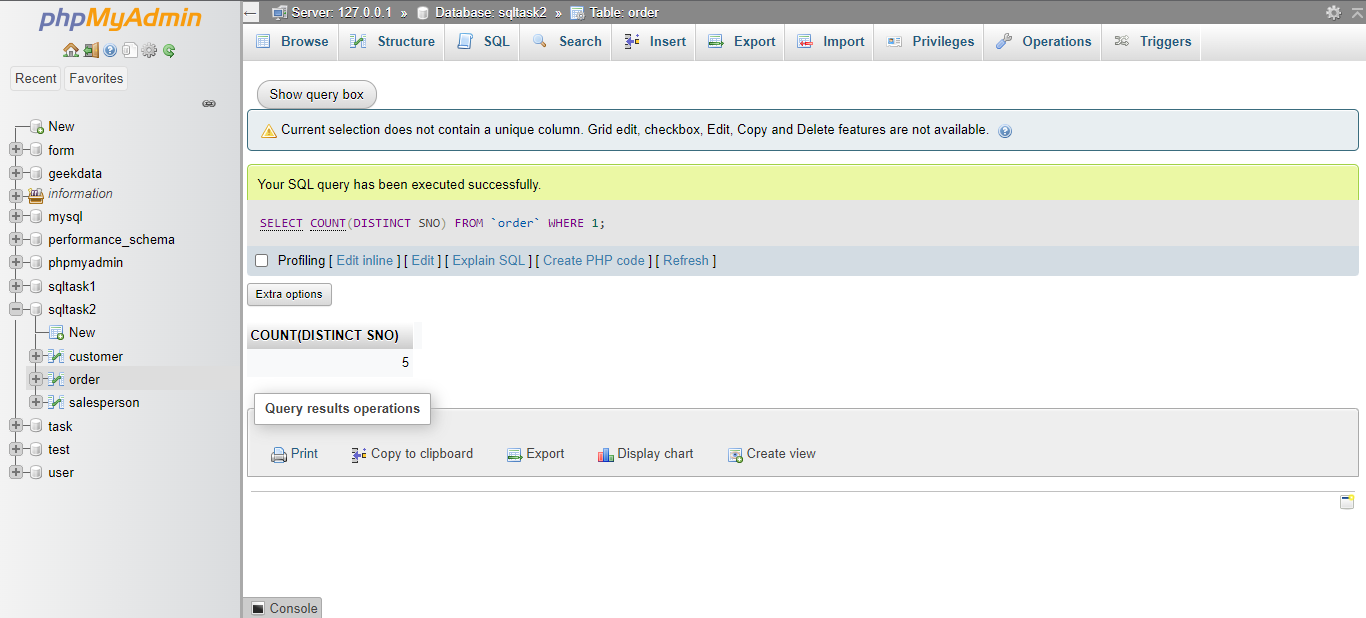 phpMyAdmin
Recent Favorites
New
form
geekdata
information
mysql
performance_schema
phpmyadmin
sqltask1
sqltask2
New
customer
order
salesperson
task
test
user
← Server: 127.0.0.1 » Database: sqltask2 » Table: order
Browse Structure SQL Search Insert Export Import Privileges Operations Triggers
Show query box
Current selection does not contain a unique column. Grid edit, checkbox, Edit, Copy and Delete features are not available.
Your SQL query has been executed successfully.
SELECT COUNT(DISTINCT SNO) FROM `order` WHERE 1;
Profiling [ Edit inline ] [ Edit ] [ Explain SQL ] [ Create PHP code ] [ Refresh ]
Extra options
COUNT(DISTINCT SNO)
5
Query results operations
Print Copy to clipboard Export Display chart Create view
Console